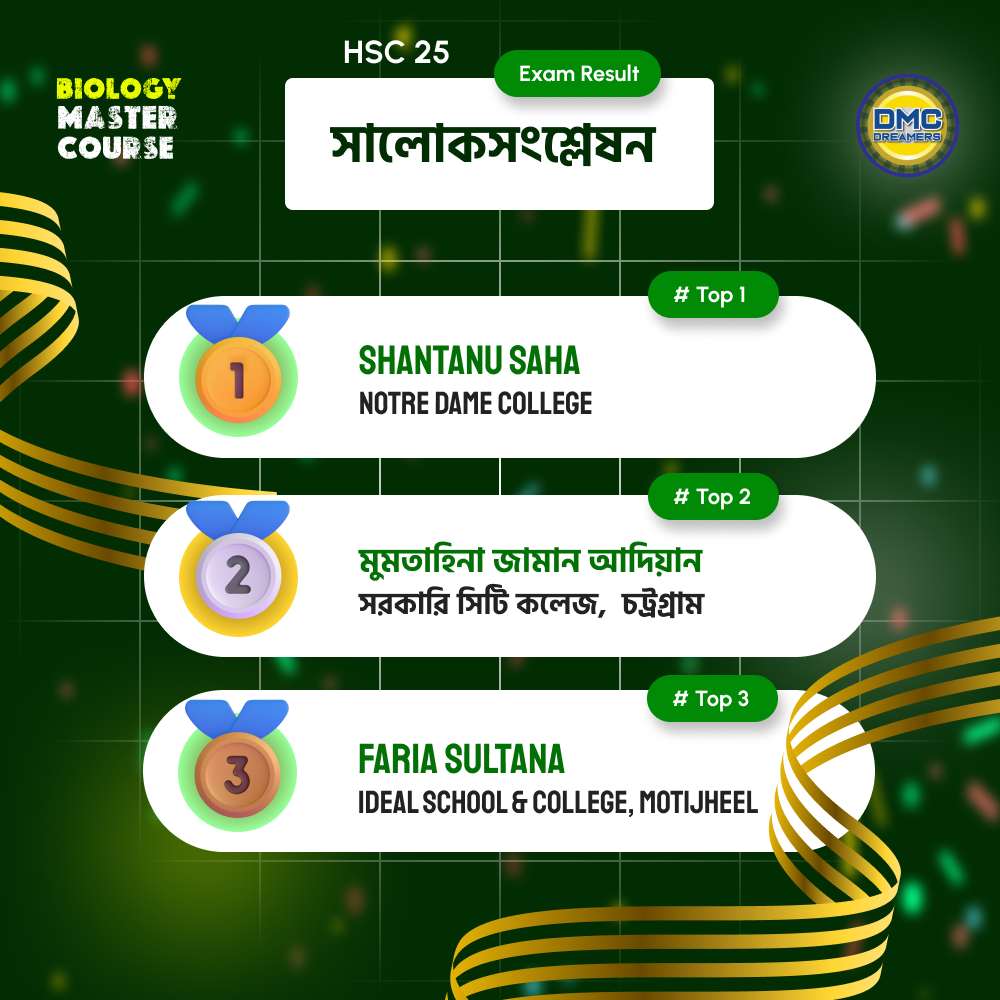 HSC 25
Exam Result
BIOLOGY
MASTER
COURSE
সালোকসংশ্লেষন
DMC
DREAMERS
# Top 1
1
SHANTANU SAHA
NOTRE DAME COLLEGE
# Top 2
2
মুমতাহিনা জামান আদিয়ান
সরকারি সিটি কলেজ, চট্রগ্রাম
# Top 3
3
FARIA SULTANA
IDEAL SCHOOL & COLLEGE, MOTIJHEEL